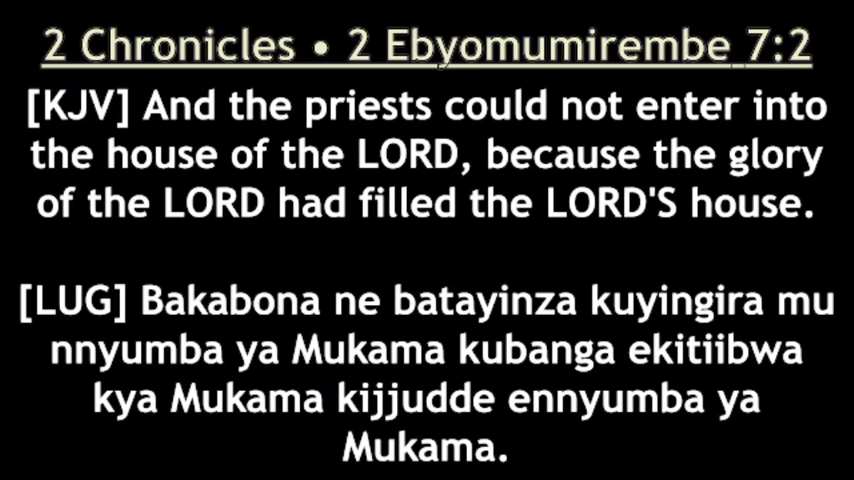 2 Chronicles • 2 Ebyomumirembe 7:2
[KJV] And the priests could not enter into
the house of the LORD, because the glory
of the LORD had filled the LORD'S house.
[LUG] Bakabona ne batayinza kuyingira mu
nnyumba ya Mukama kubanga ekitiibwa
kya Mukama kijjudde ennyumba ya
Mukama.